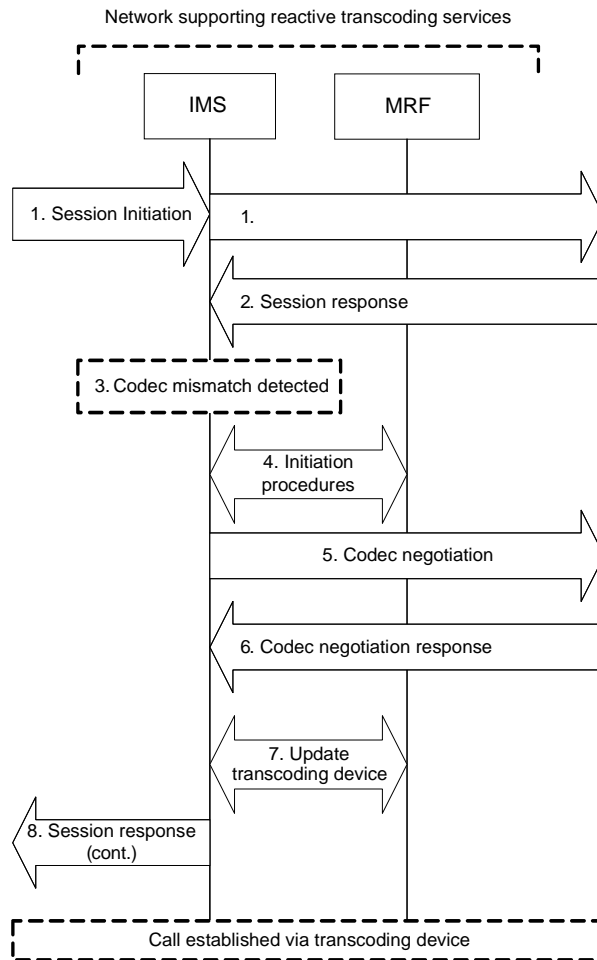 Network supporting reactive transcoding services
IMS
MRF
1. Session Initiation
1.
2. Session response
3. Codec mismatch detected
4. Initiation
procedures
5. Codec negotiation
6. Codec negotiation response
7. Update
transcoding device
8. Session response
(cont.)
Call established via transcoding device